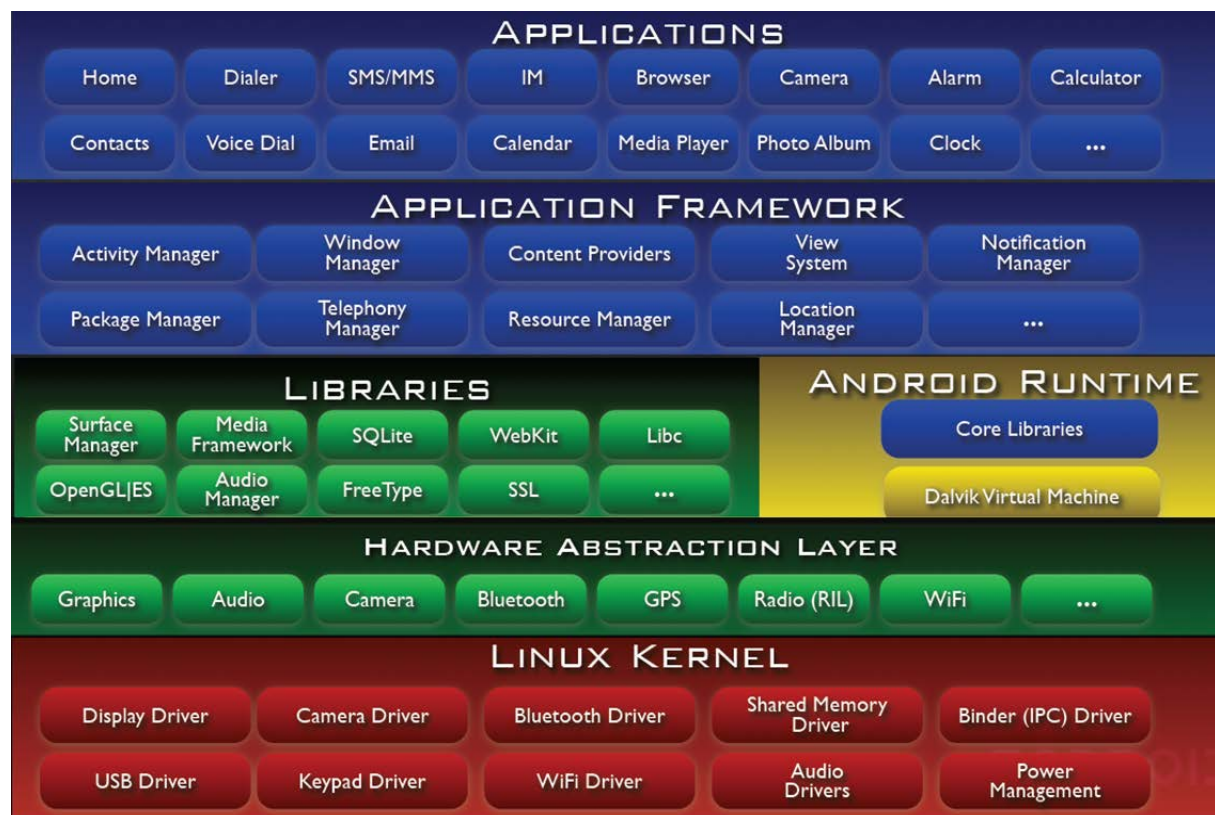 APPLICATIONS
Home
Dialer
SMS/MMS
IM
Browser
Camera
Alarm
Calculator
Contacts
Voice Dial
Email
Calendar
Media Player
Photo Album
Clock
...
APPLICATION FRAMEWORK
Activity Manager
Window
Manager
Content Providers
View
System
Notification
Manager
Package Manager
Telephony
Manager
Resource Manager
Location
Manager
...
LIBRARIES
Surface
Manager
Media
Framework
SQLite
WebKit
Libc
OpenGL|ES
Audio
Manager
FreeType
SSL
...
ANDROID RUNTIME
Core Libraries
Dalvik Virtual Machine
HARDWARE ABSTRACTION LAYER
Graphics
Audio
Camera
Bluetooth
GPS
Radio (RIL)
WiFi
...
LINUX KERNEL
Display Driver
Camera Driver
Bluetooth Driver
Shared Memory
Driver
Binder (IPC) Driver
USB Driver
Keypad Driver
WiFi Driver
Audio
Drivers
Power
Management